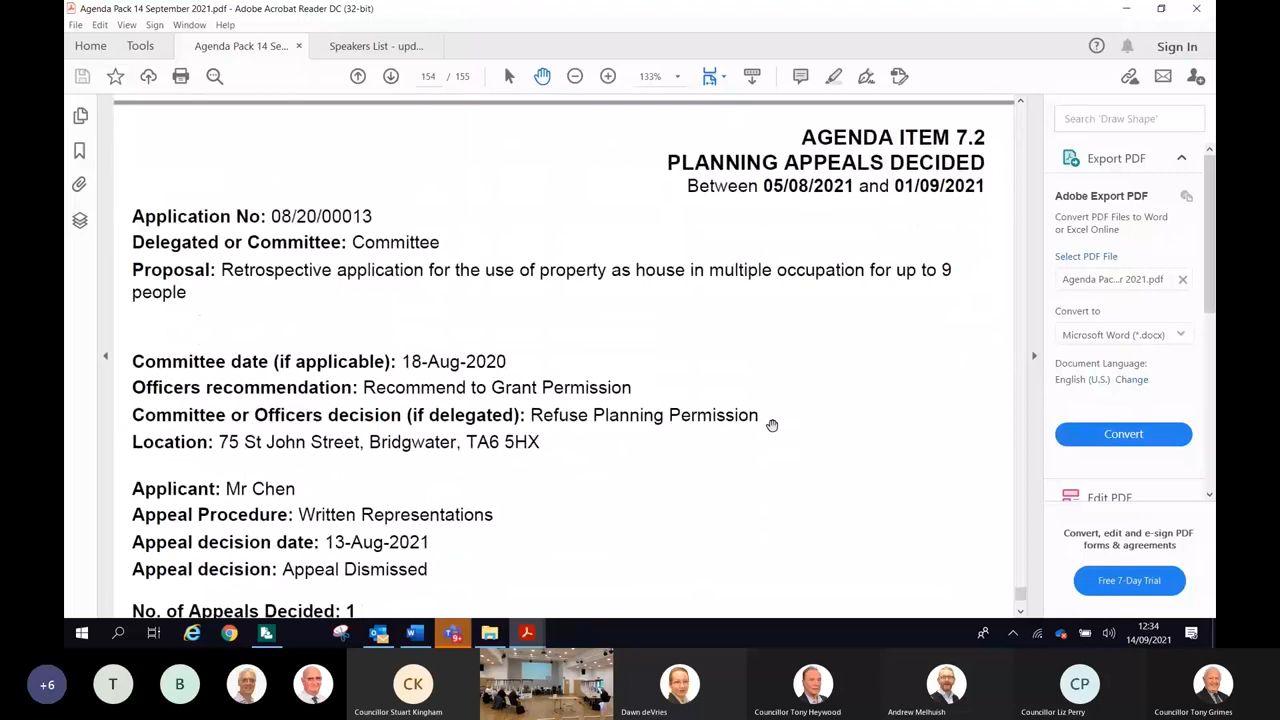 Agenda Pack 14 September 2021.pdf - Adobe Acrobat Reader DC (32-bit)
File Edit View Sign Window Help
Home Tools Agenda Pack 14 Se... × Speakers List - upd... Sign In
154 / 155 133%
AGENDA ITEM 7.2
PLANNING APPEALS DECIDED
Between 05/08/2021 and 01/09/2021
Application No: 08/20/00013
Delegated or Committee: Committee
Proposal: Retrospective application for the use of property as house in multiple occupation for up to 9
people
Committee date (if applicable): 18-Aug-2020
Officers recommendation: Recommend to Grant Permission
Committee or Officers decision (if delegated): Refuse Planning Permission
Location: 75 St John Street, Bridgwater, TA6 5HX
Applicant: Mr Chen
Appeal Procedure: Written Representations
Appeal decision date: 13-Aug-2021
Appeal decision: Appeal Dismissed
No. of Appeals Decided: 1
Search 'Draw Shape'
Export PDF
Adobe Export PDF
Convert PDF Files to Word
or Excel Online
Select PDF File
Agenda Pac...r 2021.pdf
Convert to
Microsoft Word (*.docx)
Document Language:
English (U.S.) Change
Convert
Edit PDF
Convert, edit and e-sign PDF
forms & agreements
Free 7-Day Trial
9+
12:34
14/09/2021
+6 T B CK CP
Councillor Stuart Kingham Dawn deVries Councillor Tony Heywood Andrew Melhuish Councillor Liz Perry Councillor Tony Grimes